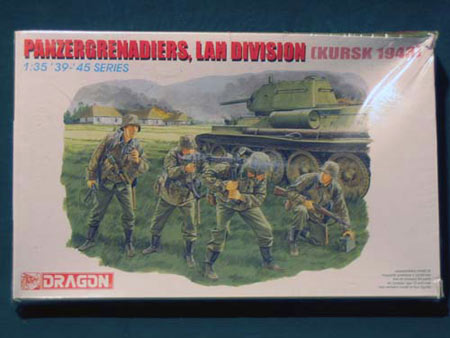 PANZERGRENADIERS, LAH DIVISION (KURSK 1943)
1:35 '39-'45 SERIES
DRAGON